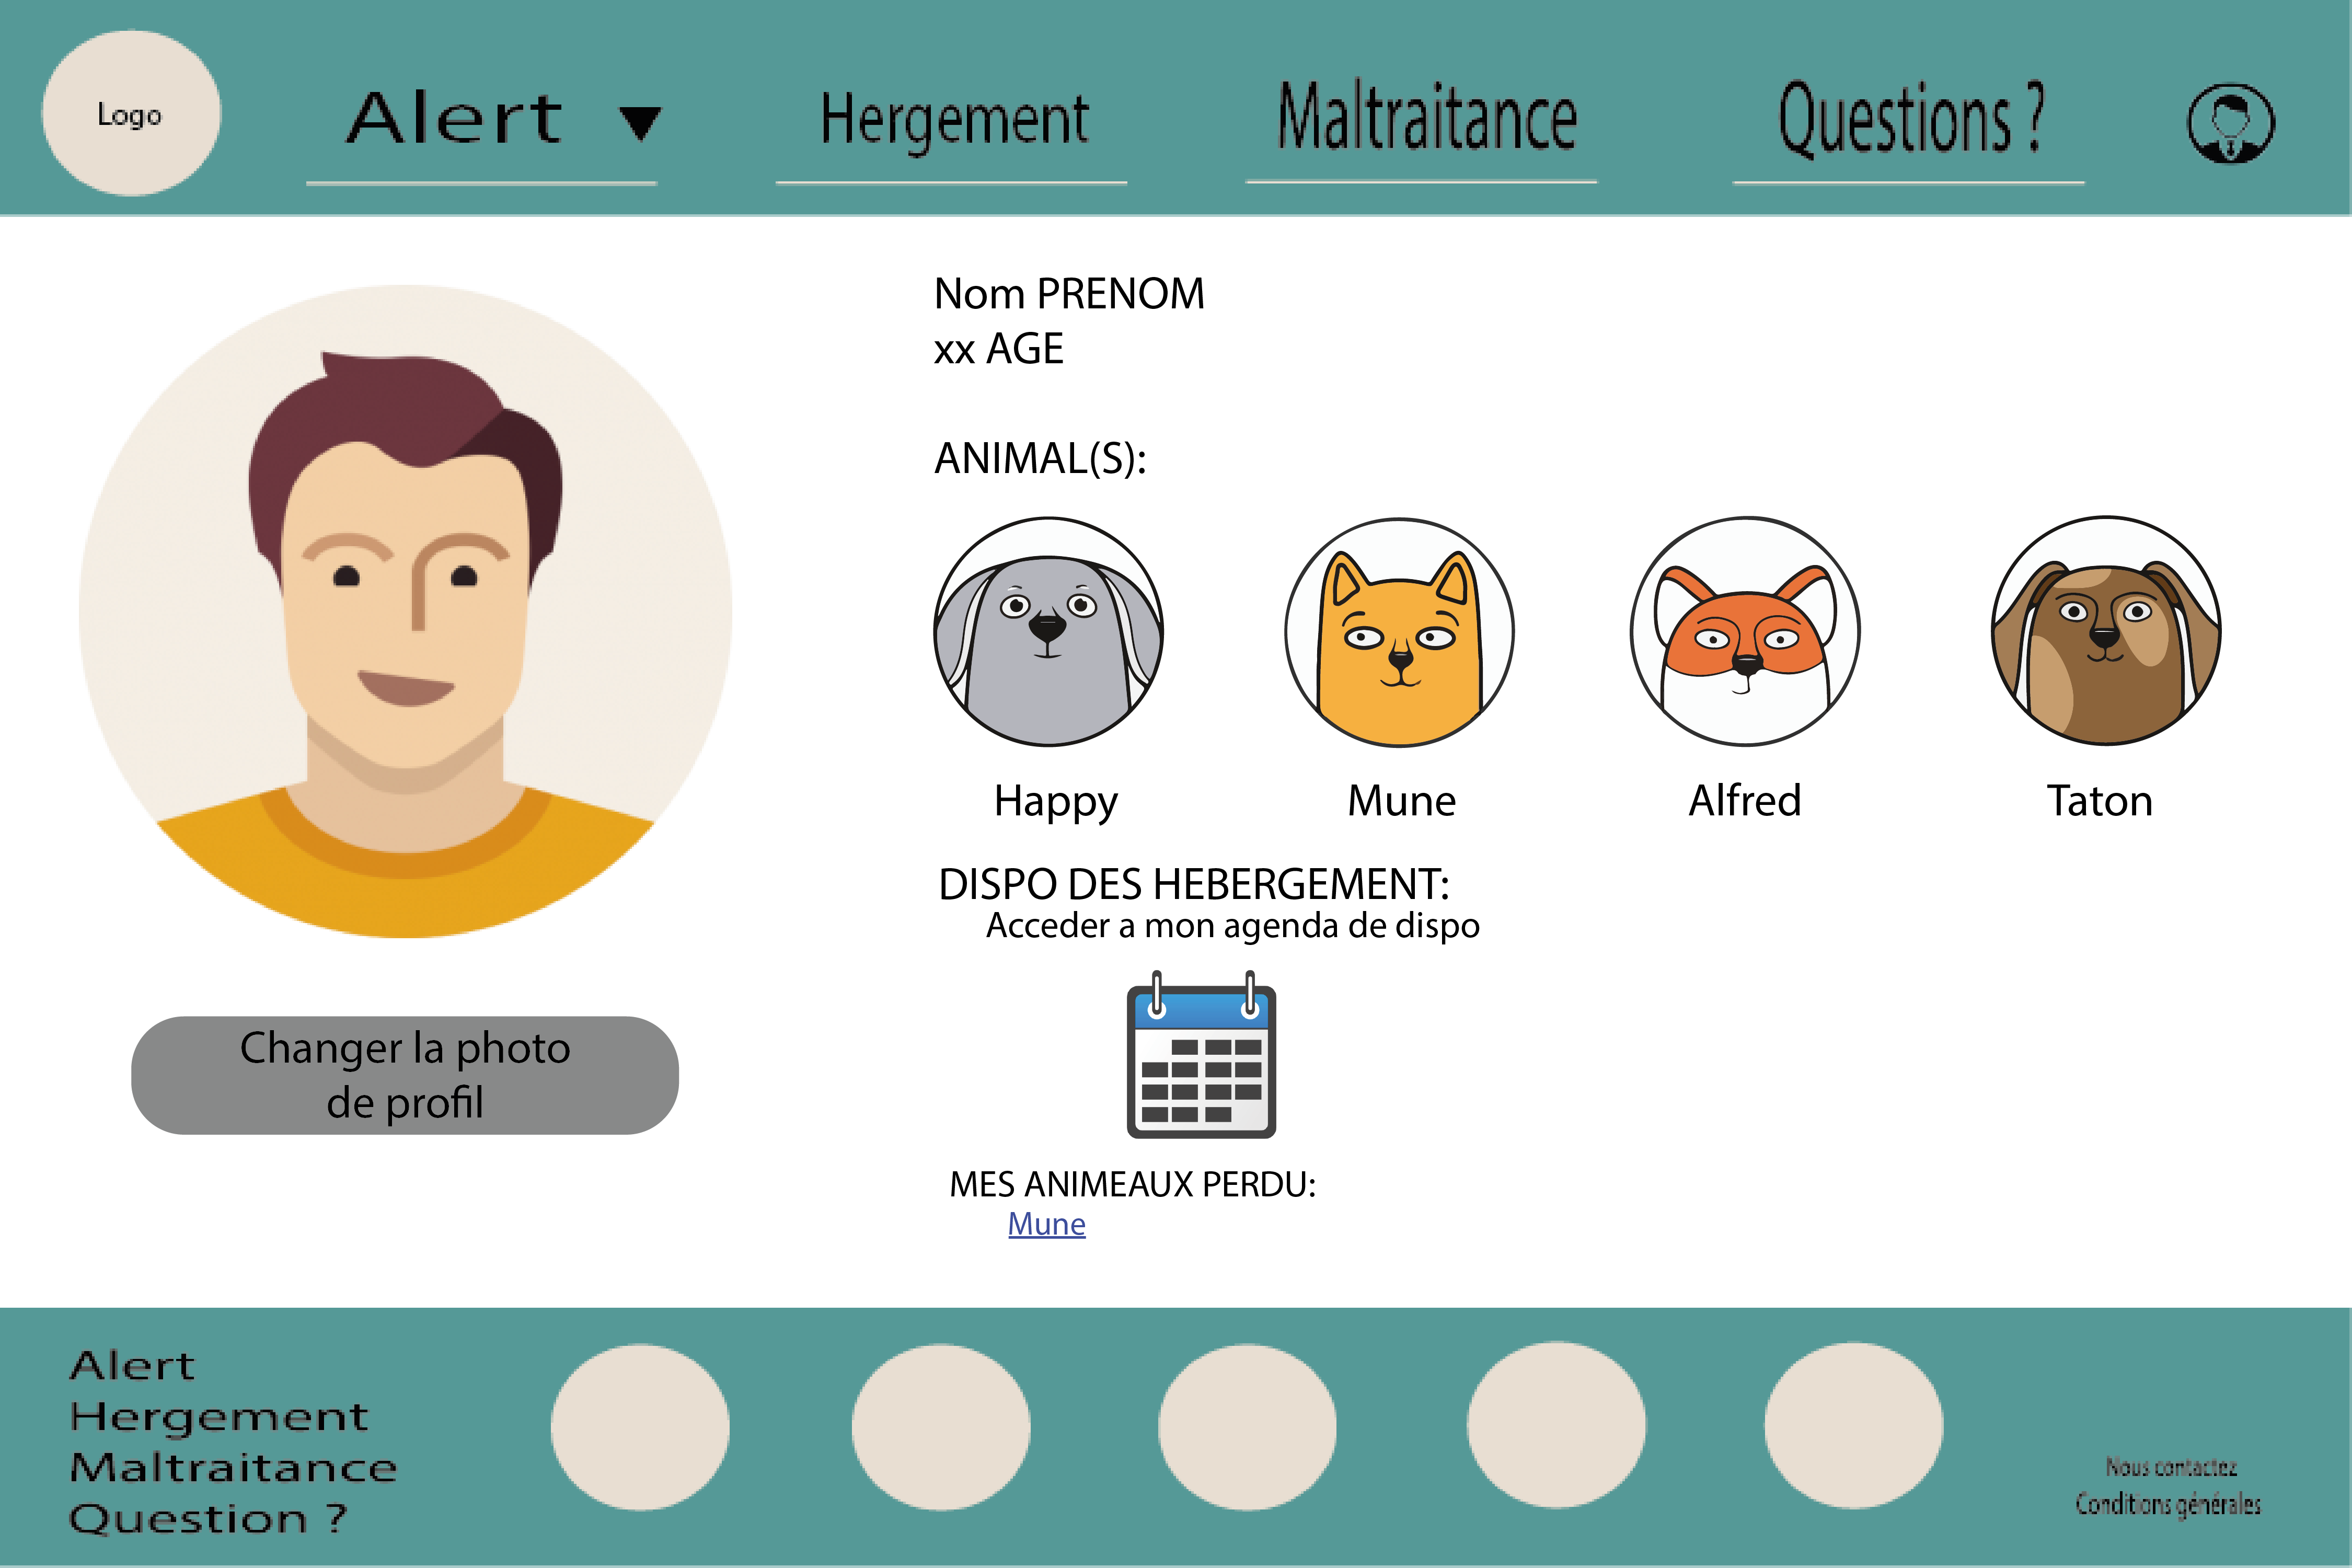 Logo
Alert
Hergement
Maltraitance
Questions ?
Nom PRENOM
xx AGE
ANIMAL(S):
Happy
Mune
Alfred
Taton
DISPO DES HEBERGEMENT:
Acceder a mon agenda de dispo
Changer la photo
de profil
MES ANIMEAUX PERDU:
Mune
Alert
Hergement
Maltraitance
Question ?
Nous contactez
Conditions générales